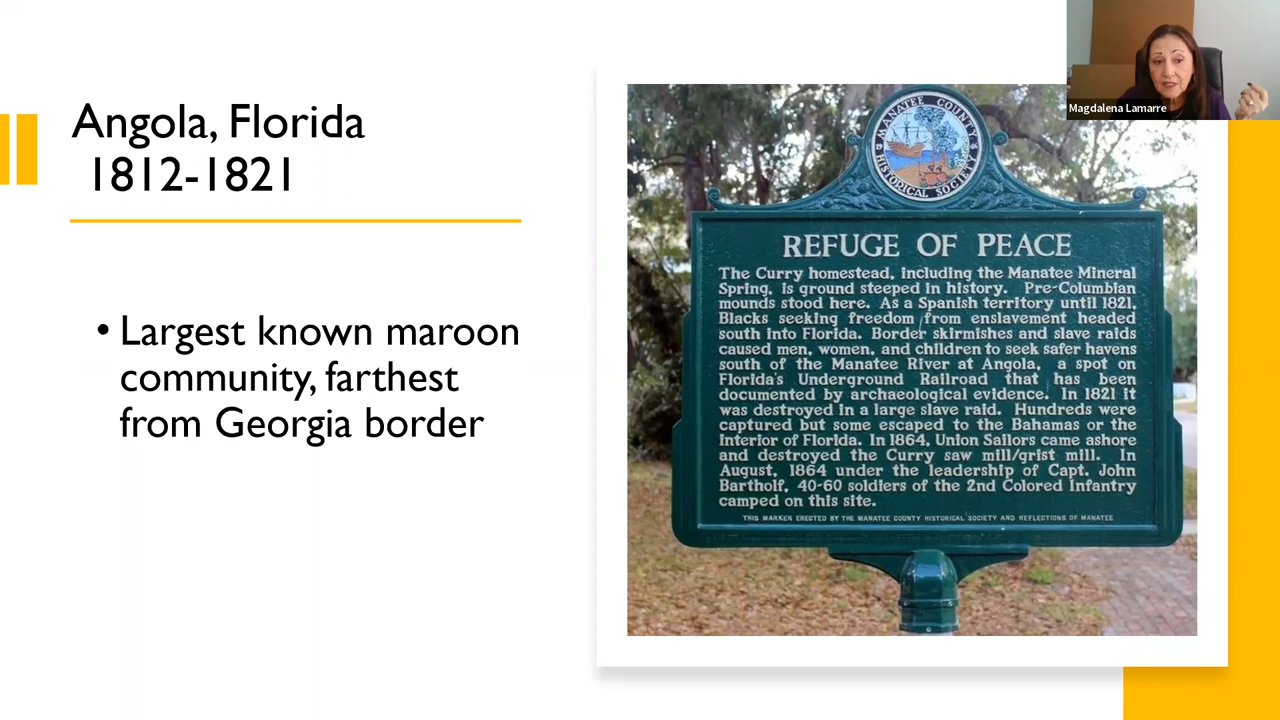 Angola, Florida
1812-1821
• Largest known maroon
community, farthest
from Georgia border
MANATEE COUNTY
HISTORICAL SOCIETY
REFUGE OF PEACE
The Curry homestead, including the Manatee Mineral
Spring, is ground steeped in history. Pre-Columbian
mounds stood here. As a Spanish territory until 1821,
Blacks seeking freedom from enslavement headed
south into Florida. Border skirmishes and slave raids
caused men, women, and children to seek safer havens
south of the Manatee River at Angola, a spot on
Florida's Underground Railroad that has been
documented by archaeological evidence. In 1821 it
was destroyed in a large slave raid. Hundreds were
captured but some escaped to the Bahamas or the
interior of Florida. In 1864, Union Sailors came ashore
and destroyed the Curry saw mill/grist mill. In
August, 1864 under the leadership of Capt. John
Bartholf, 40-60 soldiers of the 2nd Colored Infantry
camped on this site.
THIS MARKER ERECTED BY THE MANATEE COUNTY HISTORICAL SOCIETY AND REFLECTIONS OF MANATEE
Magdalena Lamarre